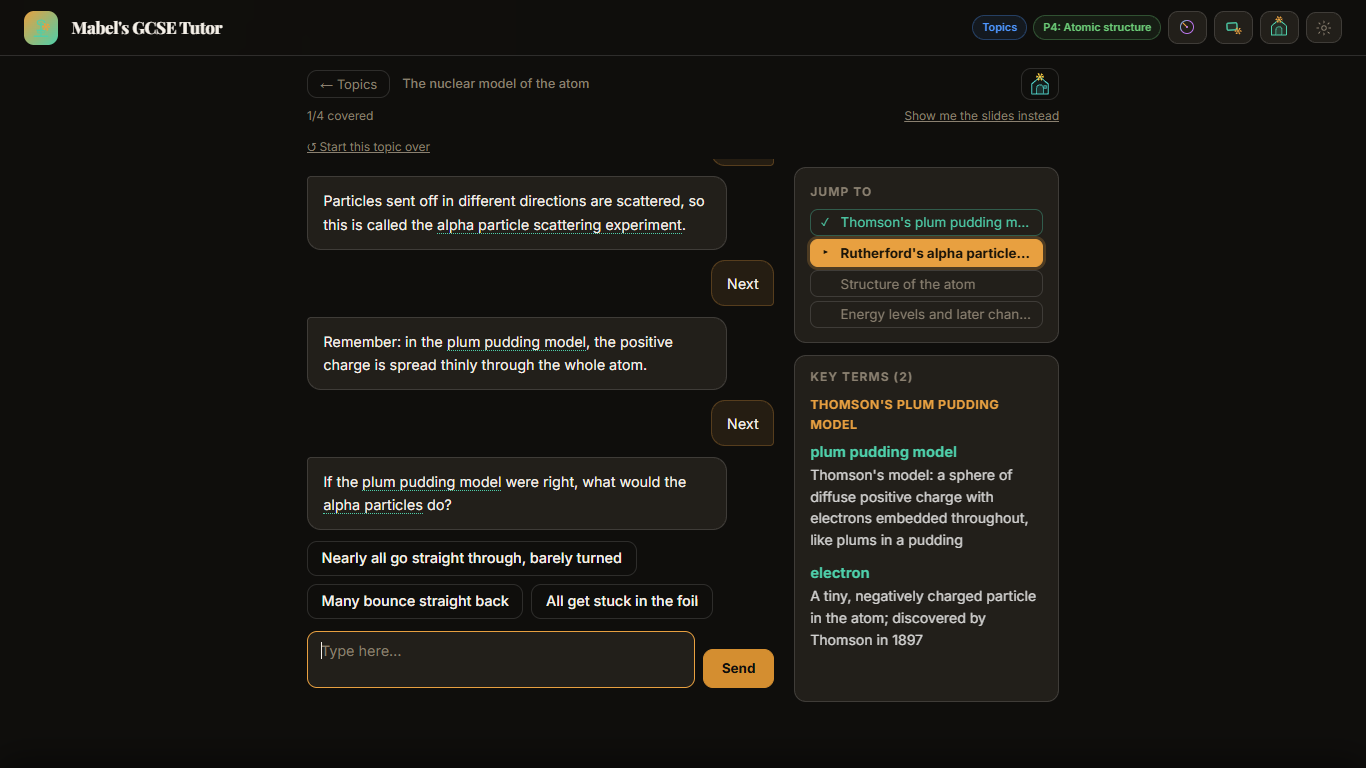 Mabel's GCSE Tutor
Topics
P4: Atomic structure
← Topics
The nuclear model of the atom
1/4 covered
Show me the slides instead
↺ Start this topic over
Particles sent off in different directions are scattered, so
this is called the alpha particle scattering experiment.
Next
Remember: in the plum pudding model, the positive
charge is spread thinly through the whole atom.
Next
If the plum pudding model were right, what would the
alpha particles do?
Nearly all go straight through, barely turned
Many bounce straight back
All get stuck in the foil
Type here...
Send
JUMP TO
✓ Thomson's plum pudding m...
▸ Rutherford's alpha particle...
Structure of the atom
Energy levels and later chan...
KEY TERMS (2)
THOMSON'S PLUM PUDDING
MODEL
plum pudding model
Thomson's model: a sphere of
diffuse positive charge with
electrons embedded throughout,
like plums in a pudding
electron
A tiny, negatively charged particle
in the atom; discovered by
Thomson in 1897